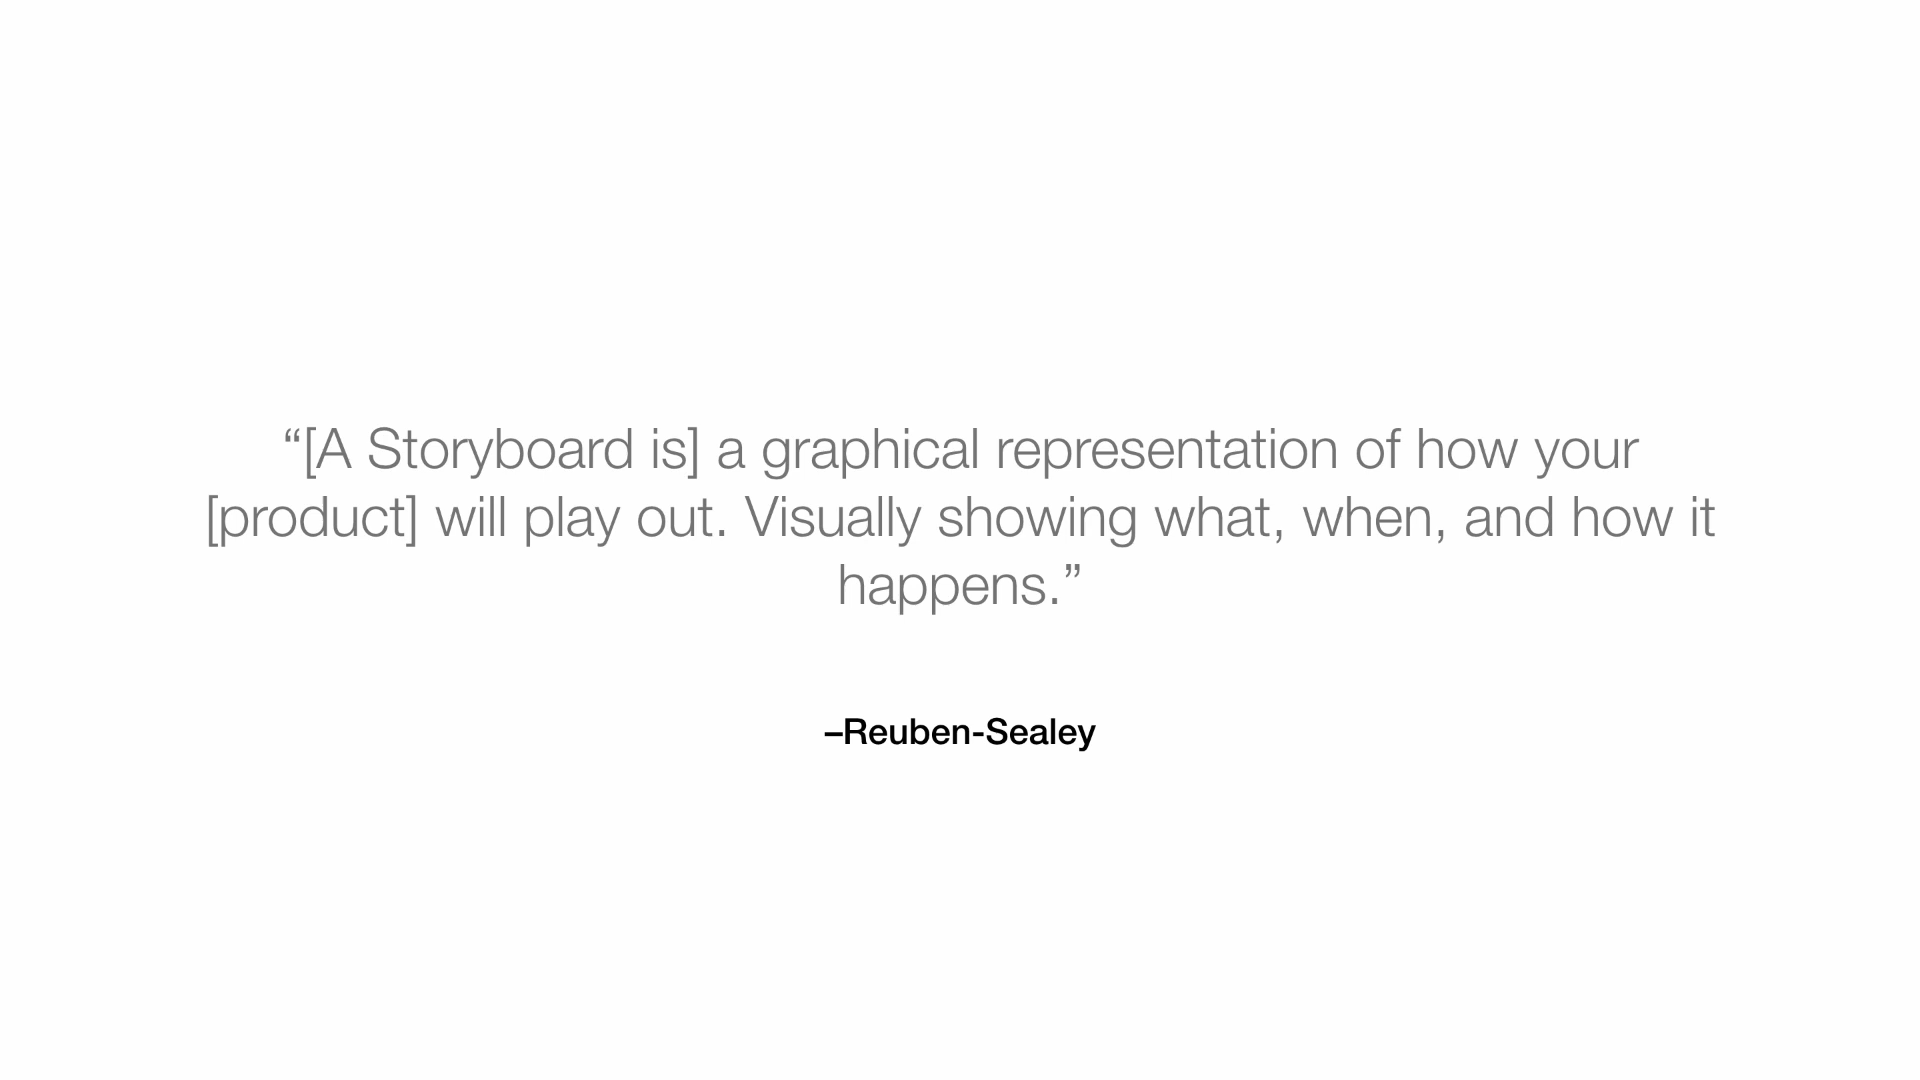 “[A Storyboard is] a graphical representation of how your
[product] will play out. Visually showing what, when, and how it
happens.”
–Reuben-Sealey